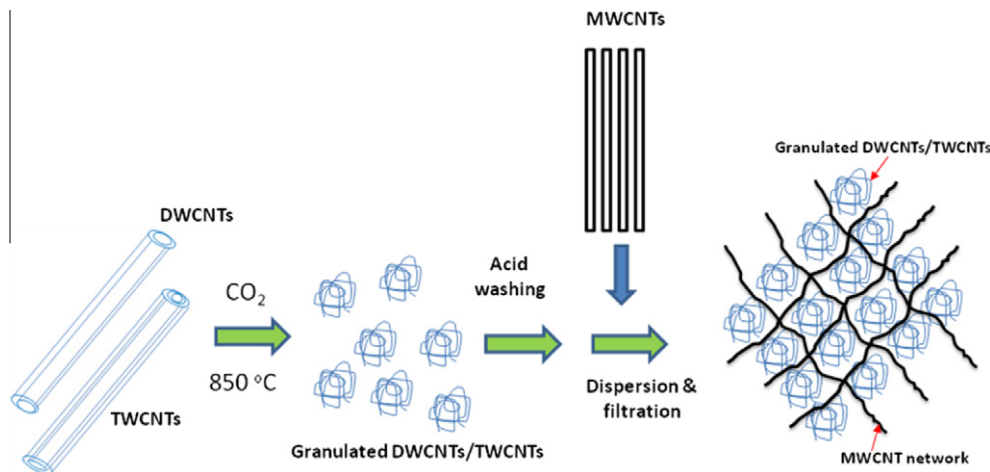 MWCNTs
Granulated DWCNTs/TWCNTs
DWCNTs
CO2
850 °C
TWCNTs
Acid
washing
Dispersion &
filtration
Granulated DWCNTs/TWCNTs
MWCNT network